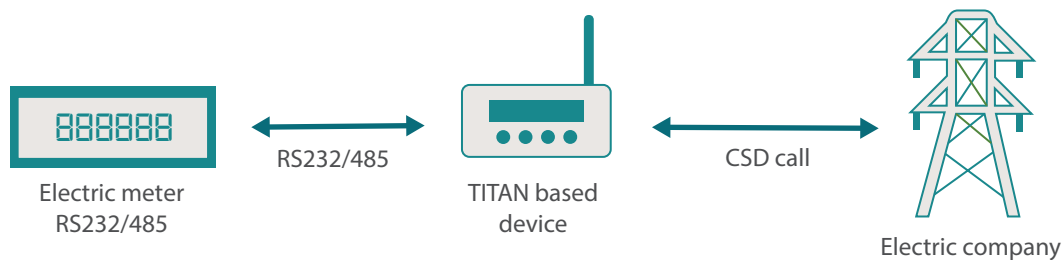 888888
RS232/485
CSD call
Electric meter
RS232/485
TITAN based
device
Electric company